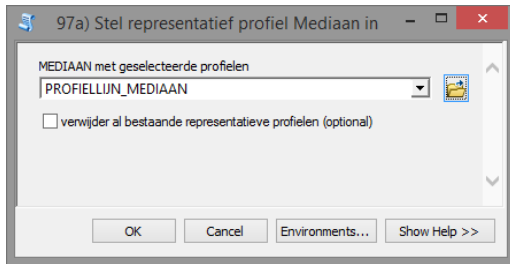 97a) Stel representatief profiel Mediaan in
MEDIAAN met geselecteerde profielen
PROFIELLIJN_MEDIAAN
verwijder al bestaande representatieve profielen (optional)
OK Cancel Environments... Show Help >>